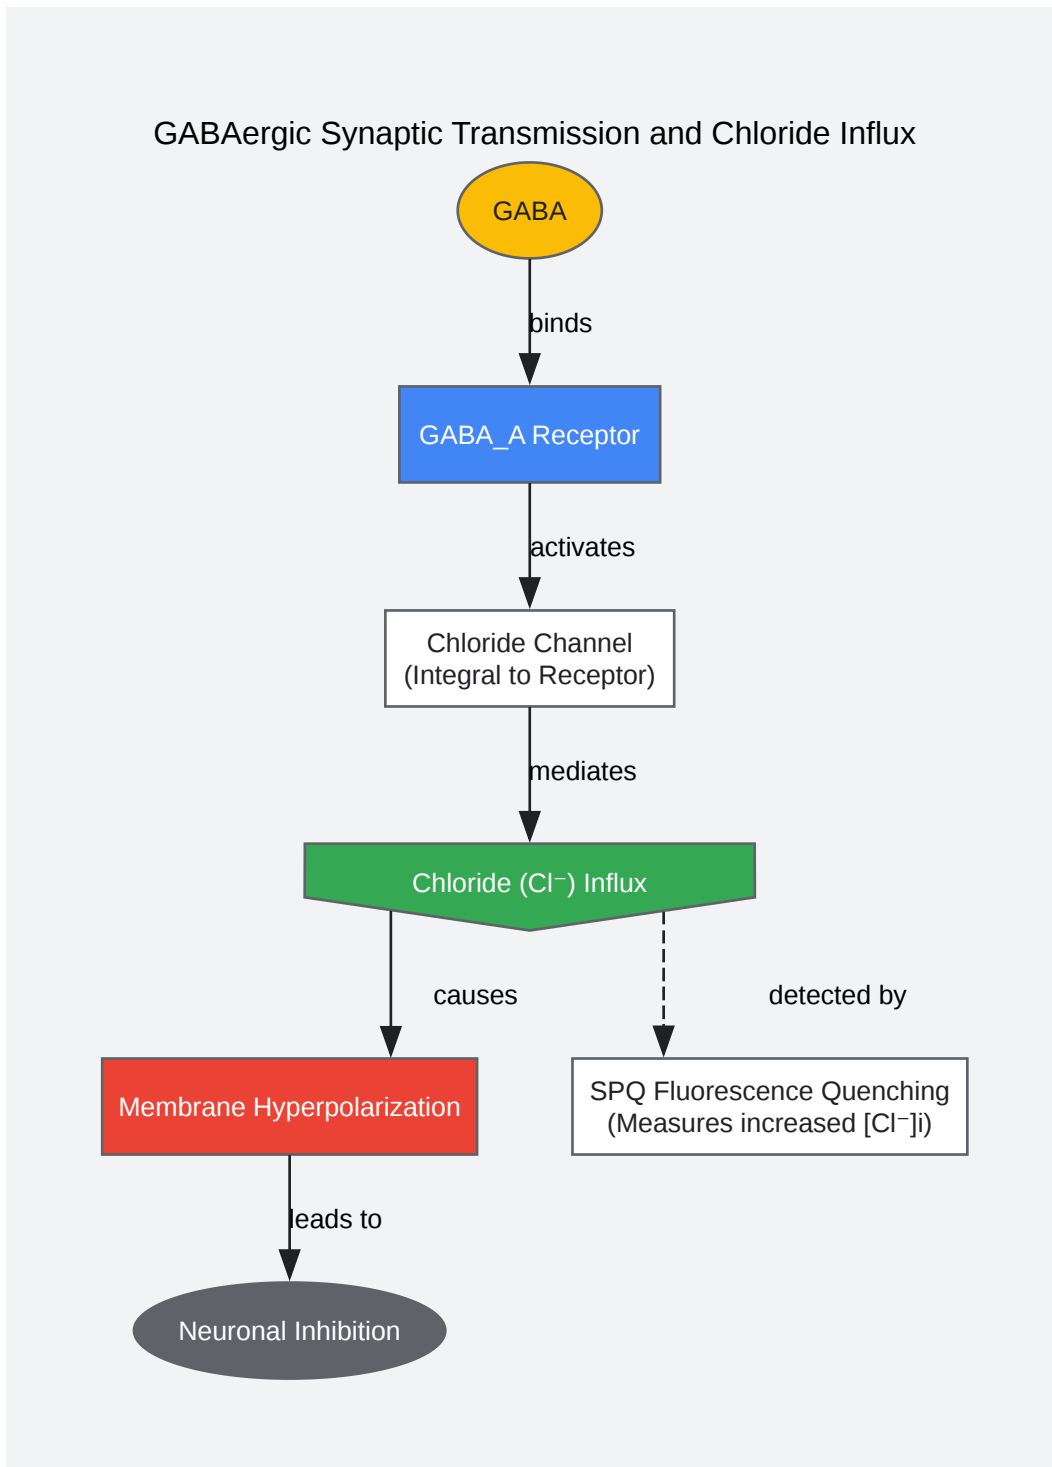 GABAergic Synaptic Transmission and Chloride Influx
GABA
binds
GABA_A Receptor
activates
Chloride Channel
(Integral to Receptor)
mediates
Chloride (Cl⁻) Influx
causes
detected by
Membrane Hyperpolarization
SPQ Fluorescence Quenching
(Measures increased [Cl⁻]i)
leads to
Neuronal Inhibition